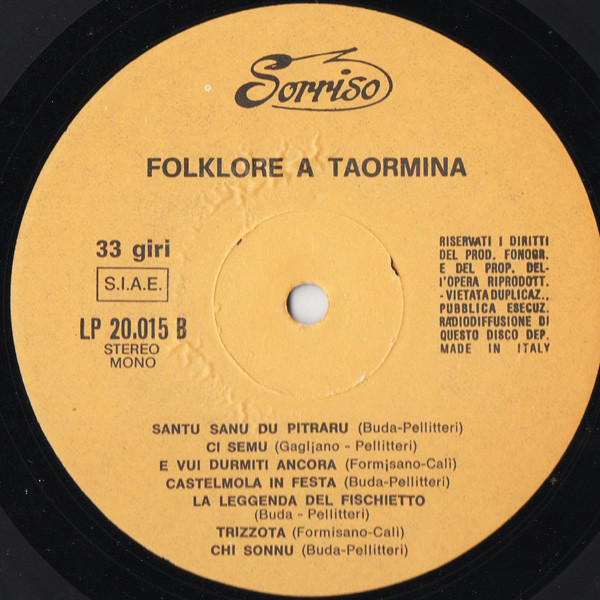 Sorriso
FOLKLORE A TAORMINA
33 giri
S.I.A.E.
LP 20.015 B
STEREO
MONO
RISERVATI I DIRITTI
DEL PROD. FONOGR.
E DEL PROP. DEL-
L'OPERA RIPRODOTT.
-VIETATA DUPLICAZ.,
PUBBLICA ESECUZ.
RADIODIFFUSIONE DI
QUESTO DISCO DEP.
MADE IN ITALY
SANTU SANU DU PITRARU (Buda-Pellitteri)
CI SEMU (Gagliano - Pellitteri)
E VUI DURMITI ANCORA (Formisano-Calì)
CASTELMOLA IN FESTA (Buda-Pellitteri)
LA LEGGENDA DEL FISCHIETTO
(Buda - Pellitteri)
TRIZZOTA (Formisano-Calì)
CHI SONNU (Buda-Pellitteri)